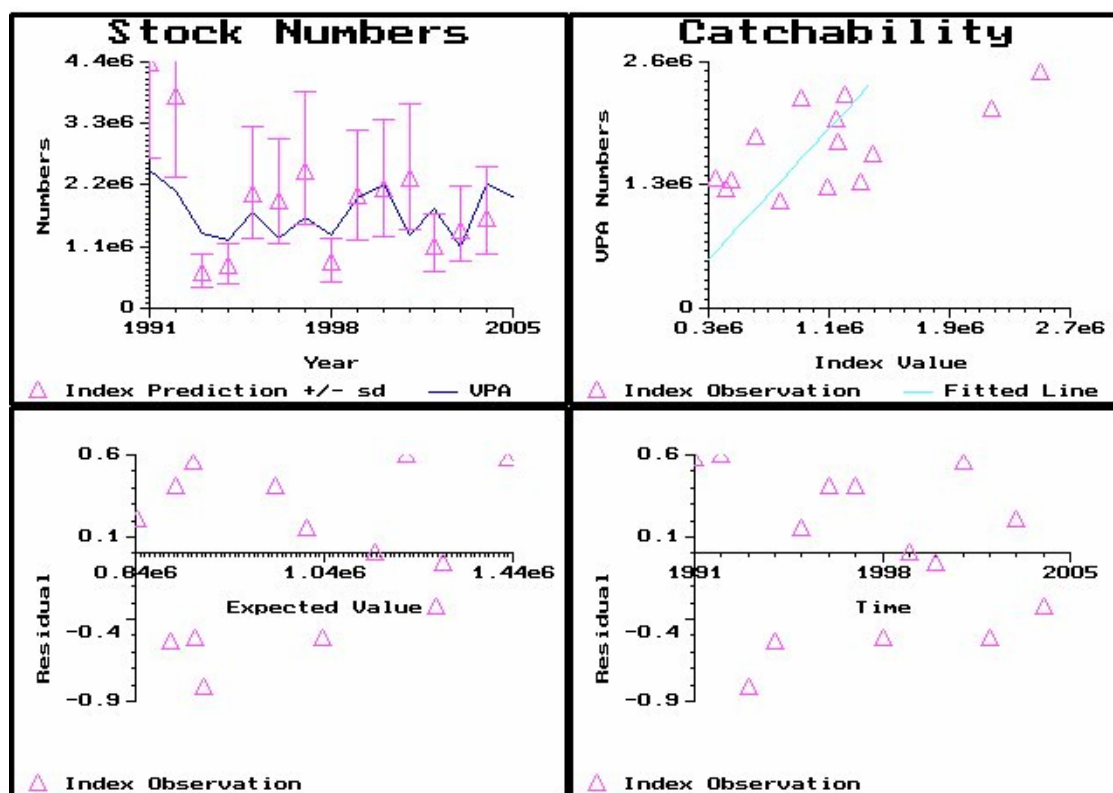 Stock Numbers
4.4e6
3.3e6
2.2e6
1.1e6
0
Numbers
1991 1998 2005
Year
Index Prediction +/- sd VPA
Catchability
2.6e6
1.3e6
0
VPA Numbers
0.3e6 1.1e6 1.9e6 2.7e6
Index Value
Index Observation Fitted Line
0.6
0.1
-0.4
-0.9
Residual
0.84e6 1.04e6 1.44e6
Expected Value
Index Observation
0.6
0.1
-0.4
-0.9
Residual
1991 1998 2005
Time
Index Observation